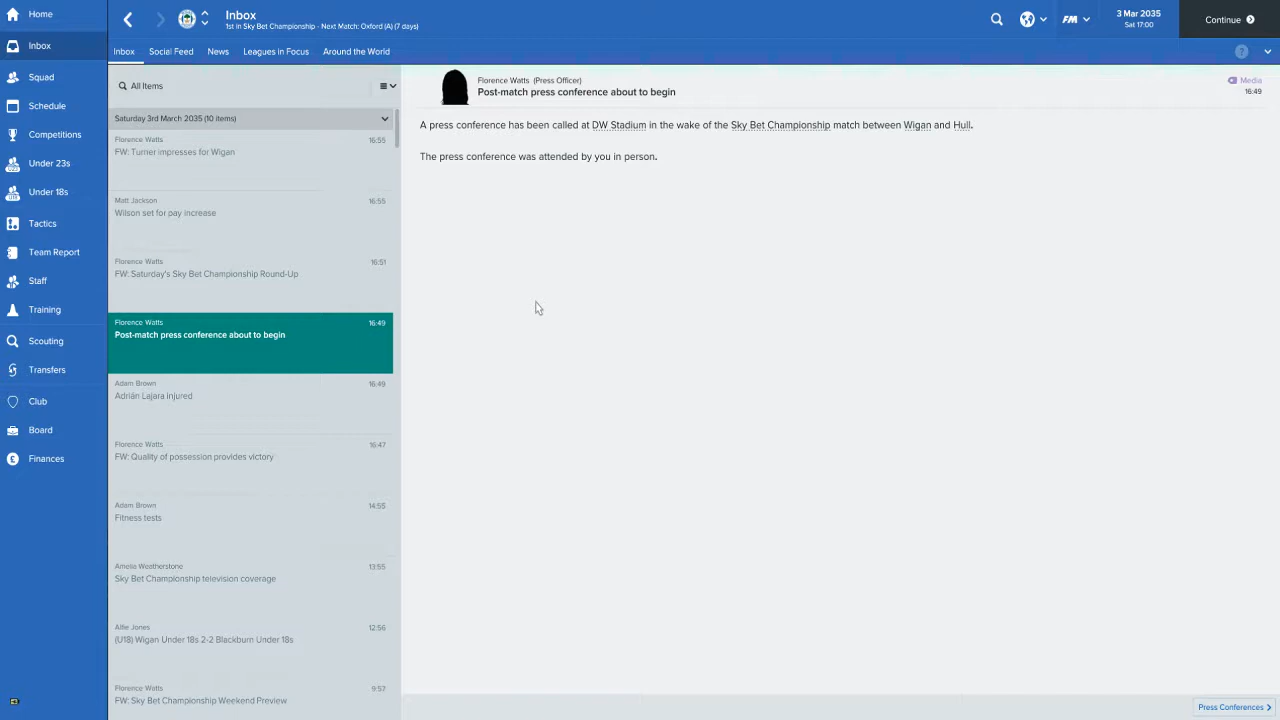 Home
Inbox
Squad
Schedule
Competitions
Under 23s
Under 18s
Tactics
Team Report
Staff
Training
Scouting
Transfers
Club
Board
Finances
Inbox
1st in Sky Bet Championship - Next Match: Oxford (A) (7 days)
FM
3 Mar 2035
Sat 17:00
Continue
Inbox
Social Feed
News
Leagues in Focus
Around the World
?
All Items
Saturday 3rd March 2035 (10 items)
Florence Watts 16:55
FW: Turner impresses for Wigan
Matt Jackson 16:55
Wilson set for pay increase
Florence Watts 16:51
FW: Saturday's Sky Bet Championship Round-Up
Florence Watts 16:49
Post-match press conference about to begin
Adam Brown 16:49
Adrián Lajara injured
Florence Watts 16:47
FW: Quality of possession provides victory
Adam Brown 14:55
Fitness tests
Amelia Weatherstone 13:55
Sky Bet Championship television coverage
Alfie Jones 12:56
(U18) Wigan Under 18s 2-2 Blackburn Under 18s
Florence Watts 9:57
FW: Sky Bet Championship Weekend Preview
Florence Watts (Press Officer)
Post-match press conference about to begin
Media
16:49
A press conference has been called at DW Stadium in the wake of the Sky Bet Championship match between Wigan and Hull.
The press conference was attended by you in person.
Press Conferences